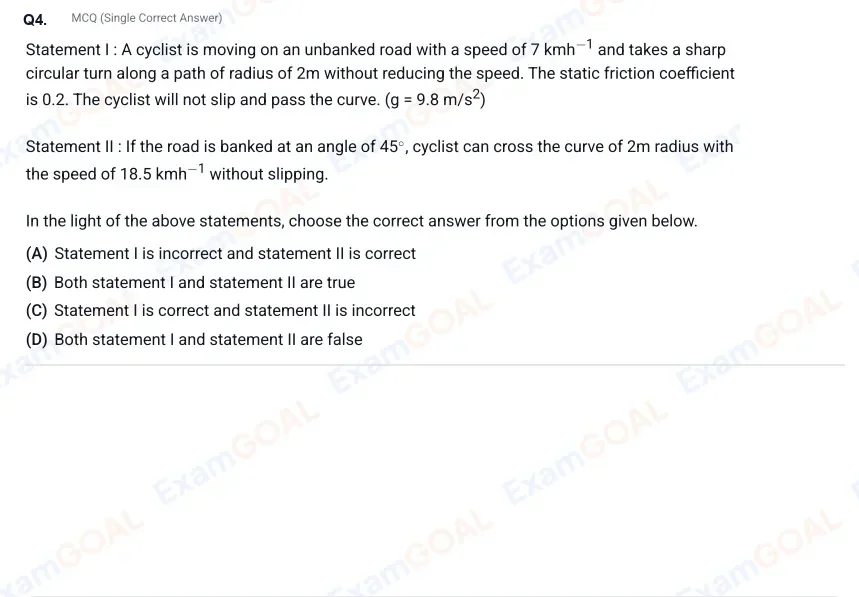 Q4. MCQ (Single Correct Answer)
Statement I : A cyclist is moving on an unbanked road with a speed of 7 kmh⁻¹ and takes a sharp
circular turn along a path of radius of 2m without reducing the speed. The static friction coefficient
is 0.2. The cyclist will not slip and pass the curve. (g = 9.8 m/s²)
Statement II : If the road is banked at an angle of 45°, cyclist can cross the curve of 2m radius with
the speed of 18.5 kmh⁻¹ without slipping.
In the light of the above statements, choose the correct answer from the options given below.
(A) Statement I is incorrect and statement II is correct
(B) Both statement I and statement II are true
(C) Statement I is correct and statement II is incorrect
(D) Both statement I and statement II are false
ExamGOAL